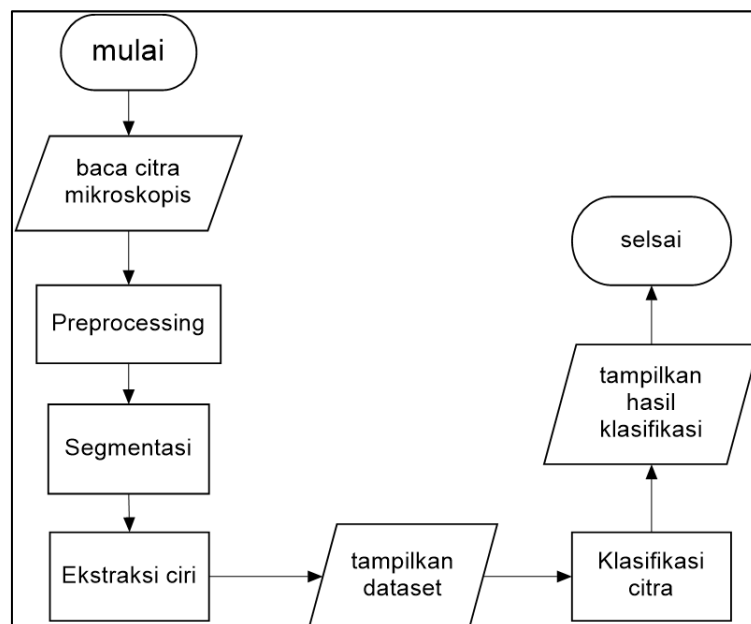 mulai
baca citra
mikroskopis
Preprocessing
Segmentasi
Ekstraksi ciri
tampilkan
dataset
Klasifikasi
citra
tampilkan
hasil
klasifikasi
selsai